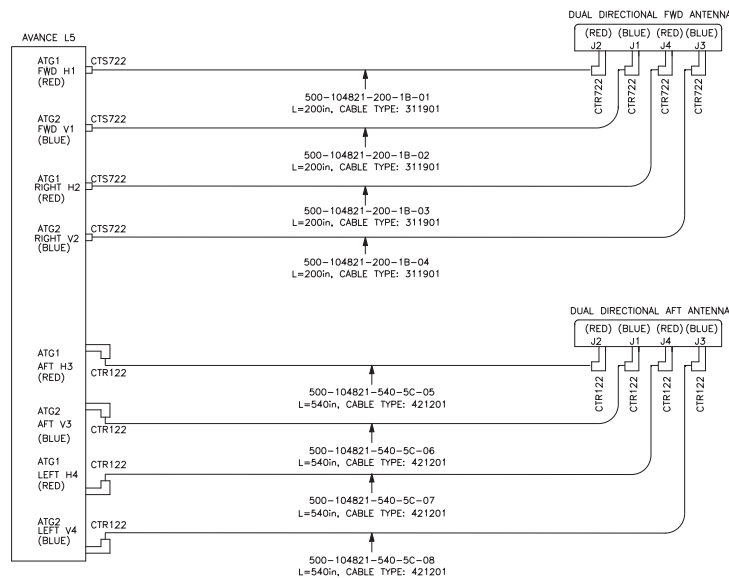 DUAL DIRECTIONAL FWD ANTENNA
(RED) (BLUE) (RED) (BLUE)
J2 J1 J4 J3
CTR722 CTR722 CTR722 CTR722
AVANCE L5
ATG1
FWD H1
(RED)
CTS722
500-104821-200-1B-01
L=200in, CABLE TYPE: 311901
ATG2
FWD V1
(BLUE)
CTS722
500-104821-200-1B-02
L=200in, CABLE TYPE: 311901
ATG1
RIGHT H2
(RED)
CTS722
500-104821-200-1B-03
L=200in, CABLE TYPE: 311901
ATG2
RIGHT V2
(BLUE)
CTS722
500-104821-200-1B-04
L=200in, CABLE TYPE: 311901
DUAL DIRECTIONAL AFT ANTENNA
(RED) (BLUE) (RED) (BLUE)
J2 J1 J4 J3
CTR122 CTR122 CTR122 CTR122
ATG1
AFT H3
(RED)
CTR122
500-104821-540-5C-05
L=540in, CABLE TYPE: 421201
ATG2
AFT V3
(BLUE)
CTR122
500-104821-540-5C-06
L=540in, CABLE TYPE: 421201
ATG1
LEFT H4
(RED)
CTR122
500-104821-540-5C-07
L=540in, CABLE TYPE: 421201
ATG2
LEFT V4
(BLUE)
CTR122
500-104821-540-5C-08
L=540in, CABLE TYPE: 421201